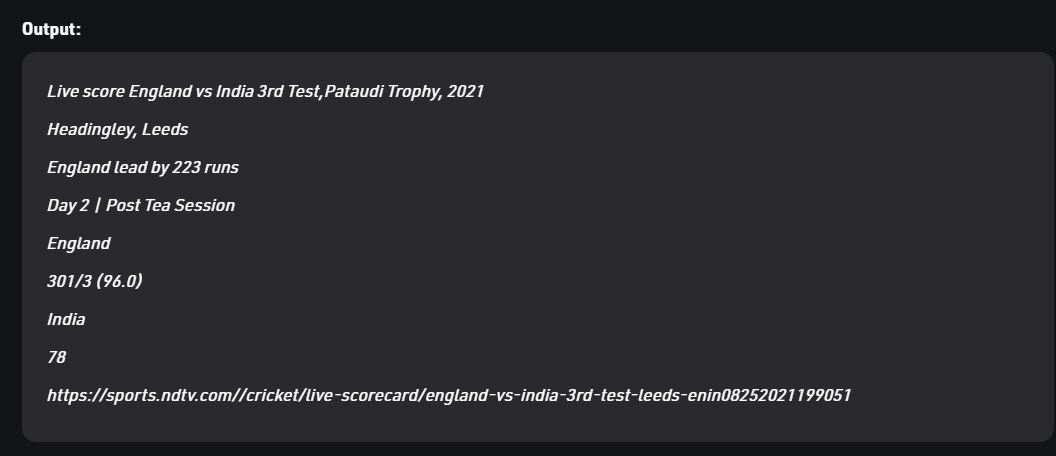 Output:
Live score England vs India 3rd Test,Pataudi Trophy, 2021
Headingley, Leeds
England lead by 223 runs
Day 2 | Post Tea Session
England
301/3 (96.0)
India
78
https://sports.ndtv.com//cricket/live-scorecard/england-vs-india-3rd-test-leeds-enin08252021199051